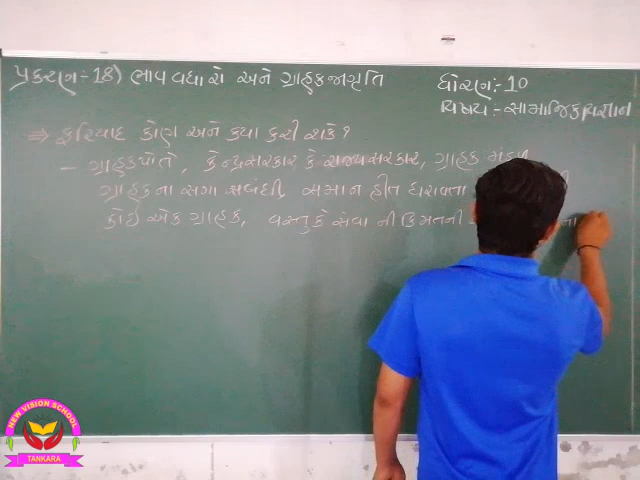 પ્રકરણ-18) ભાવ વધારો અને ગ્રાહકજાગૃતિ
ધોરણ:-10
વિષય:- સામાજિકવિજ્ઞાન
⇒ ફરિયાદ કોણ અને કયા કરી શકે?
- ગ્રાહકપોતે, કેન્દ્રસરકાર કે રાજ્યસરકાર, ગ્રાહક મંડળ
ગ્રાહકના સગા સબંધી, સમાન હીત ધરાવતા
કોઈ એક ગ્રાહક, વસ્તુ કે સેવા ની કિંમતની
NEW VISION SCHOOL
TANKARA